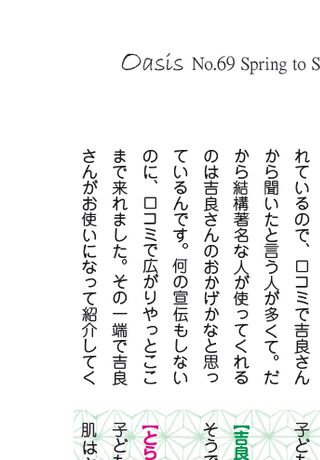 Oasis No.69 Spring to S
れているので、口コミで吉良さん
から聞いたと言う人が多くて。だ
から結構著名な人が使ってくれる
のは吉良さんのおかげかなと思っ
ているんです。何の宣伝もしない
のに、口コミで広がりやっとここ
まで来れました。その一端で吉良
さんがお使いになって紹介してく
子ども
【吉良
そうで
【とら
子ども
肌は